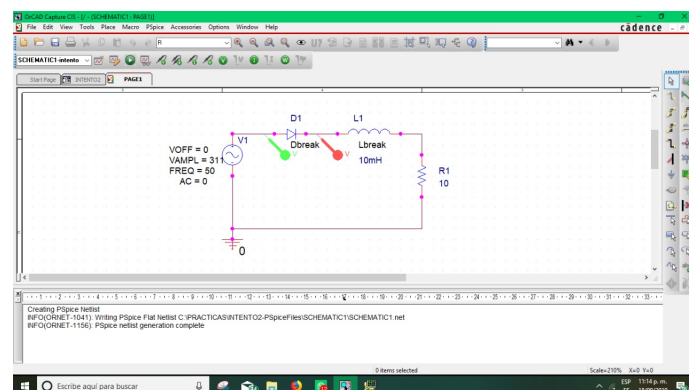 OrCAD Capture CIS - [/ - (SCHEMATIC1 : PAGE1)]
File Edit View Tools Place Macro PSpice Accessories Options Window Help
cādence
R
SCHEMATIC1-intento
Start Page INTENTO2 PAGE1
D1 L1
V1 Dbreak Lbreak
VOFF = 0
VAMPL = 311
FREQ = 50
AC = 0
V V 10mH
R1
10
0
Creating PSpice Netlist
INFO(ORNET-1041): Writing PSpice Flat Netlist C:\PRACTICAS\INTENTO2-PSpiceFiles\SCHEMATIC1\SCHEMATIC1.net
INFO(ORNET-1156): PSpice netlist generation complete
0 items selected Scale=210% X=0 Y=0
Escribe aquí para buscar ESP 11:14 p. m.